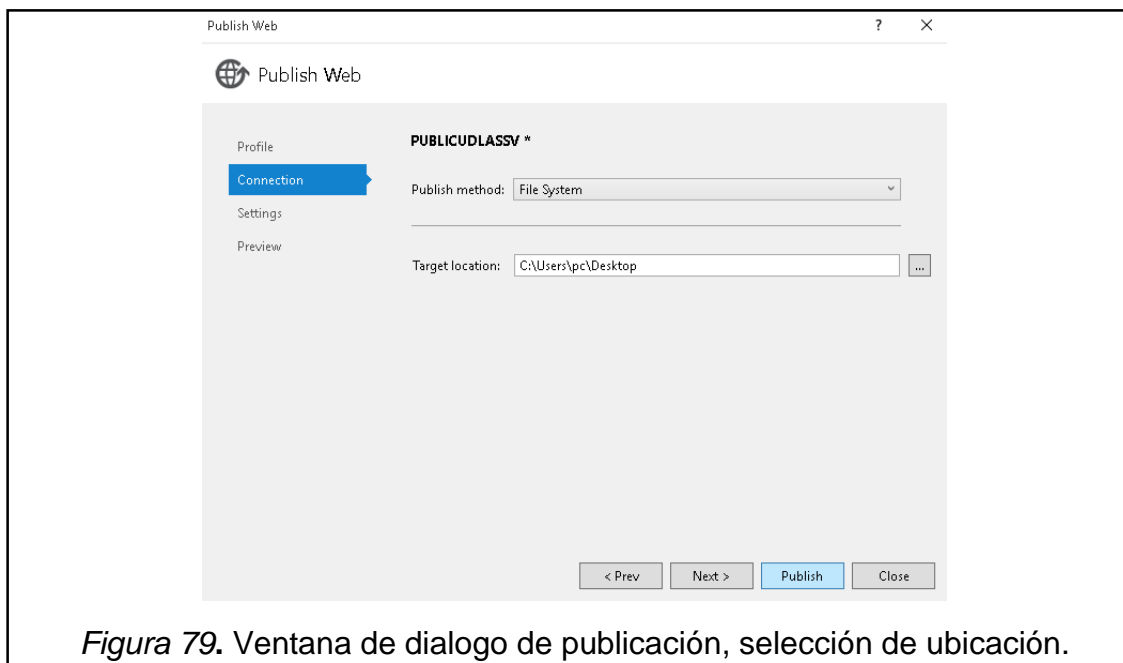 Publish Web
? ×
Publish Web
Profile
Connection
Settings
Preview
PUBLICUDLASSV *
Publish method: File System
Target location: C:\Users\pc\Desktop ...
< Prev Next > Publish Close
Figura 79. Ventana de dialogo de publicación, selección de ubicación.